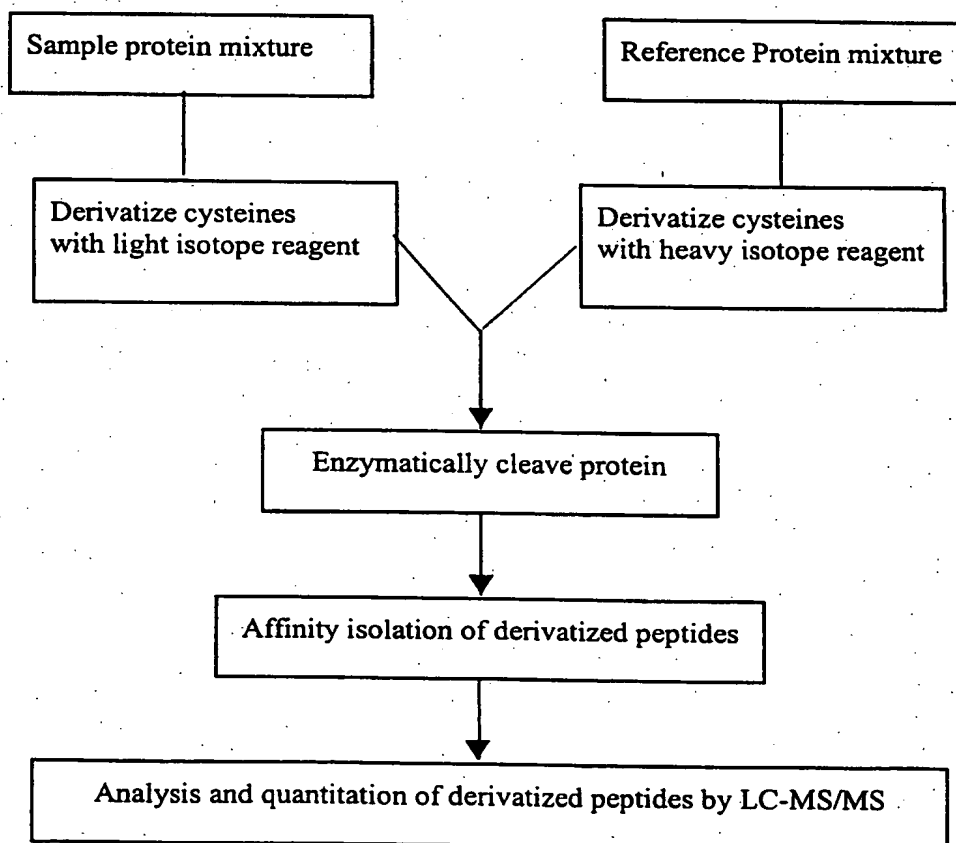 Sample protein mixture
Reference Protein mixture
Derivatize cysteines
with light isotope reagent
Derivatize cysteines
with heavy isotope reagent
Enzymatically cleave protein
Affinity isolation of derivatized peptides
Analysis and quantitation of derivatized peptides by LC-MS/MS